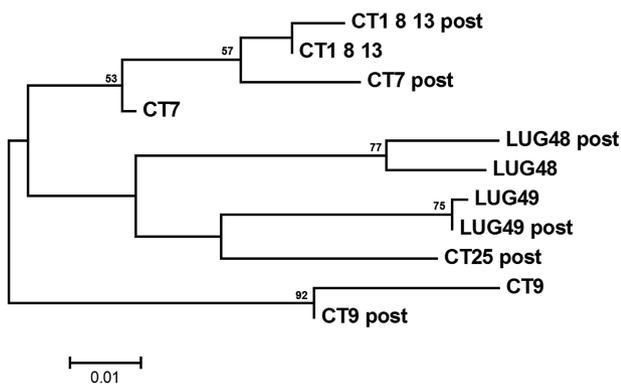 CT1 8 13 post
57
CT1 8 13
53
CT7 post
CT7
LUG48 post
77
LUG48
LUG49
75
LUG49 post
CT25 post
CT9
92
CT9 post
0.01